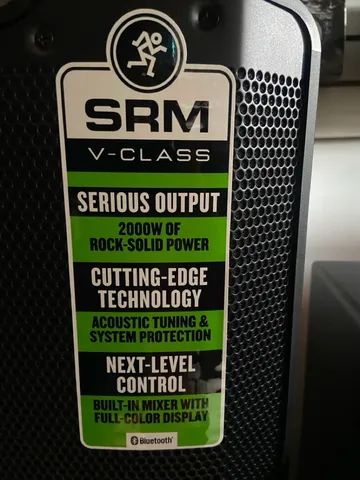 SRM
V-CLASS
SERIOUS OUTPUT
2000W OF
ROCK-SOLID POWER
CUTTING-EDGE
TECHNOLOGY
ACOUSTIC TUNING &
SYSTEM PROTECTION
NEXT-LEVEL
CONTROL
BUILT-IN MIXER WITH
FULL-COLOR DISPLAY
Bluetooth®